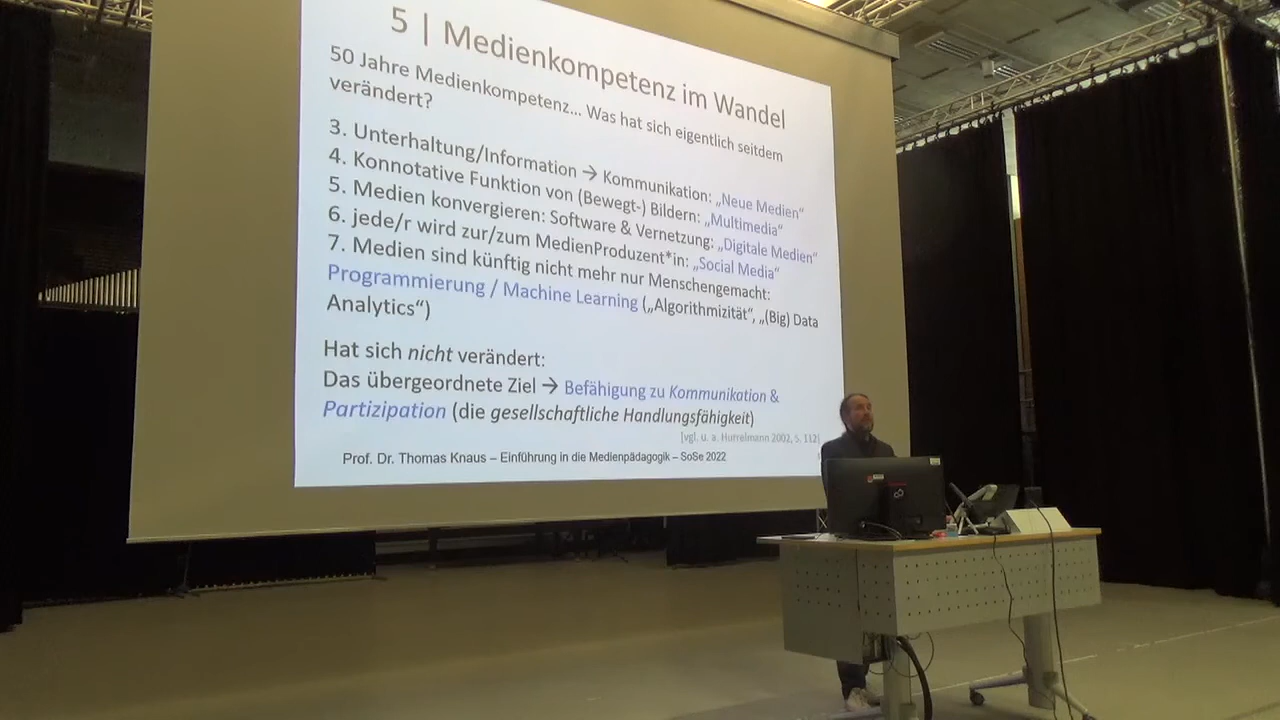 5 | Medienkompetenz im Wandel
50 Jahre Medienkompetenz... Was hat sich eigentlich seitdem
verändert?
3. Unterhaltung/Information → Kommunikation: „Neue Medien“
4. Konnotative Funktion von (Bewegt-) Bildern: „Multimedia“
5. Medien konvergieren: Software & Vernetzung: „Digitale Medien“
6. jede/r wird zur/zum MedienProduzent*in: „Social Media“
7. Medien sind künftig nicht mehr nur Menschengemacht:
Programmierung / Machine Learning („Algorithmizität“, „(Big) Data
Analytics“)
Hat sich nicht verändert:
Das übergeordnete Ziel → Befähigung zu Kommunikation &
Partizipation (die gesellschaftliche Handlungsfähigkeit)
[vgl. u. a. Hurrelmann 2002, S. 112]
Prof. Dr. Thomas Knaus – Einführung in die Medienpädagogik – SoSe 2022